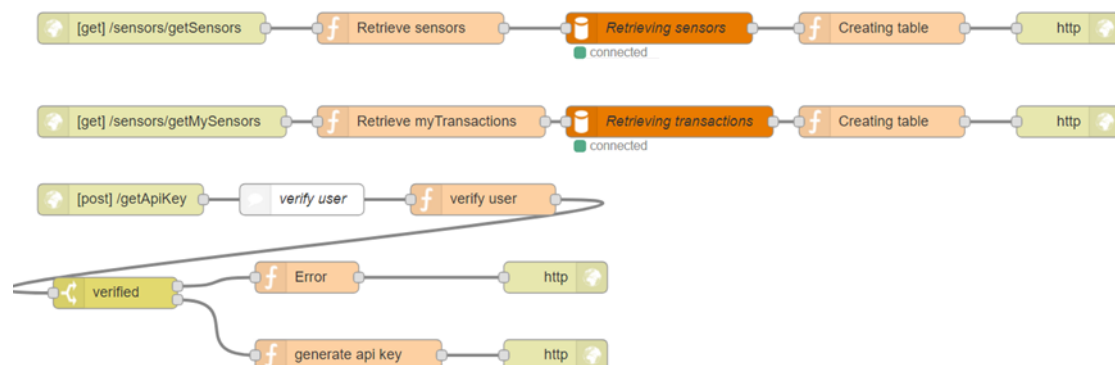 [get] /sensors/getSensors Retrieve sensors Retrieving sensors Creating table http
connected
[get] /sensors/getMySensors Retrieve myTransactions Retrieving transactions Creating table http
connected
[post] /getApiKey verify user verify user
Error http
verified
generate api key http